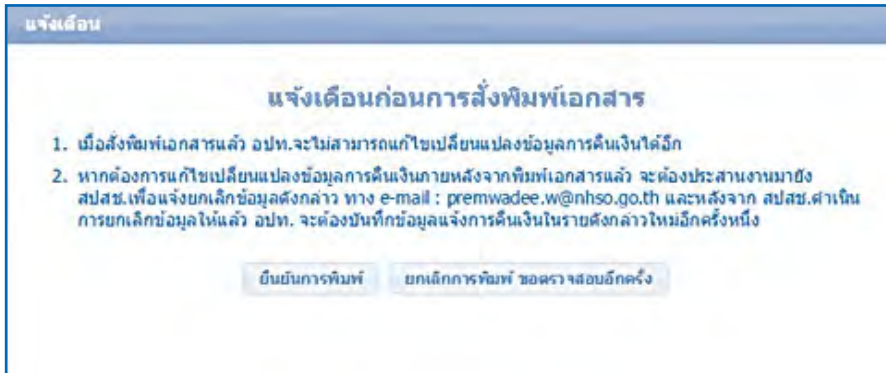 แจ้งเตือน
แจ้งเตือนก่อนการสั่งพิมพ์เอกสาร
1. เมื่อสั่งพิมพ์เอกสารแล้ว อปท.จะไม่สามารถแก้ไขเปลี่ยนแปลงข้อมูลการคืนเงินได้อีก
2. หากต้องการแก้ไขเปลี่ยนแปลงข้อมูลการคืนเงินภายหลังจากพิมพ์เอกสารแล้ว จะต้องประสานงานมายัง
สปสช.เพื่อแจ้งยกเลิกข้อมูลดังกล่าว ทาง e-mail : premwadee.w@nhso.go.th และหลังจาก สปสช.ดำเนิน
การยกเลิกข้อมูลให้แล้ว อปท. จะต้องบันทึกข้อมูลแจ้งการคืนเงินในรายดังกล่าวใหม่อีกครั้งหนึ่ง
ยืนยันการพิมพ์ ยกเลิกการพิมพ์ ขอตรวจสอบอีกครั้ง